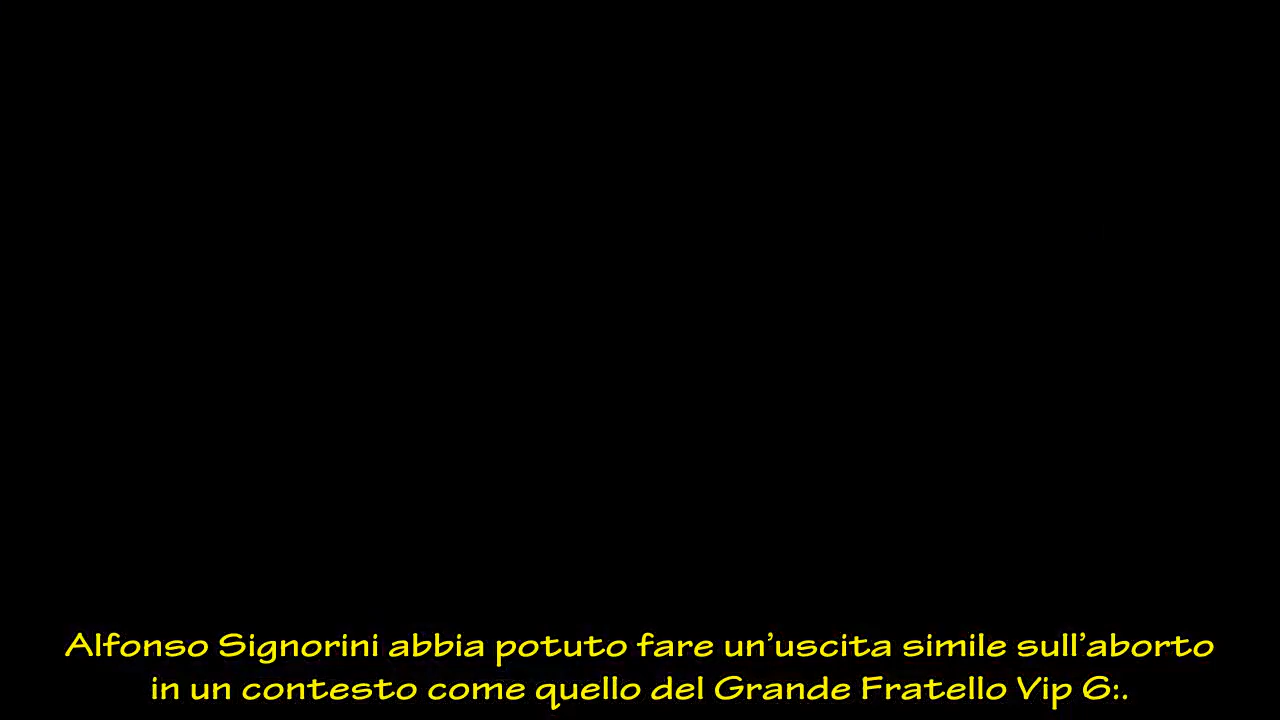 Alfonso Signorini abbia potuto fare un’uscita simile sull’aborto
in un contesto come quello del Grande Fratello Vip 6:.